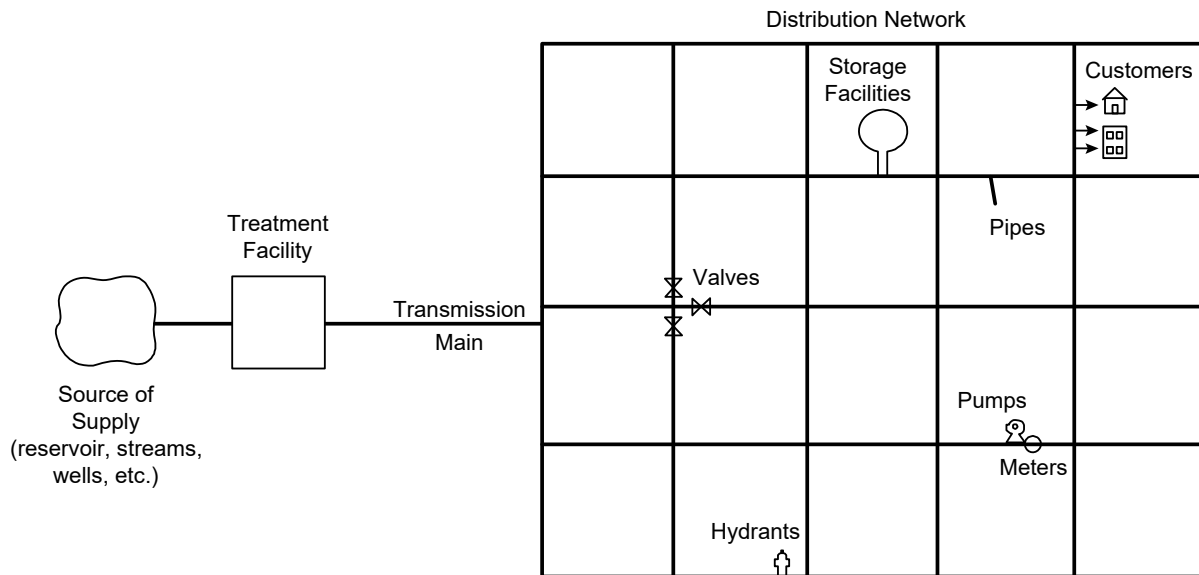 Distribution Network
Storage
Facilities
Customers
Treatment
Facility
Pipes
Valves
Transmission
Main
Source of
Supply
(reservoir, streams,
wells, etc.)
Pumps
Meters
Hydrants